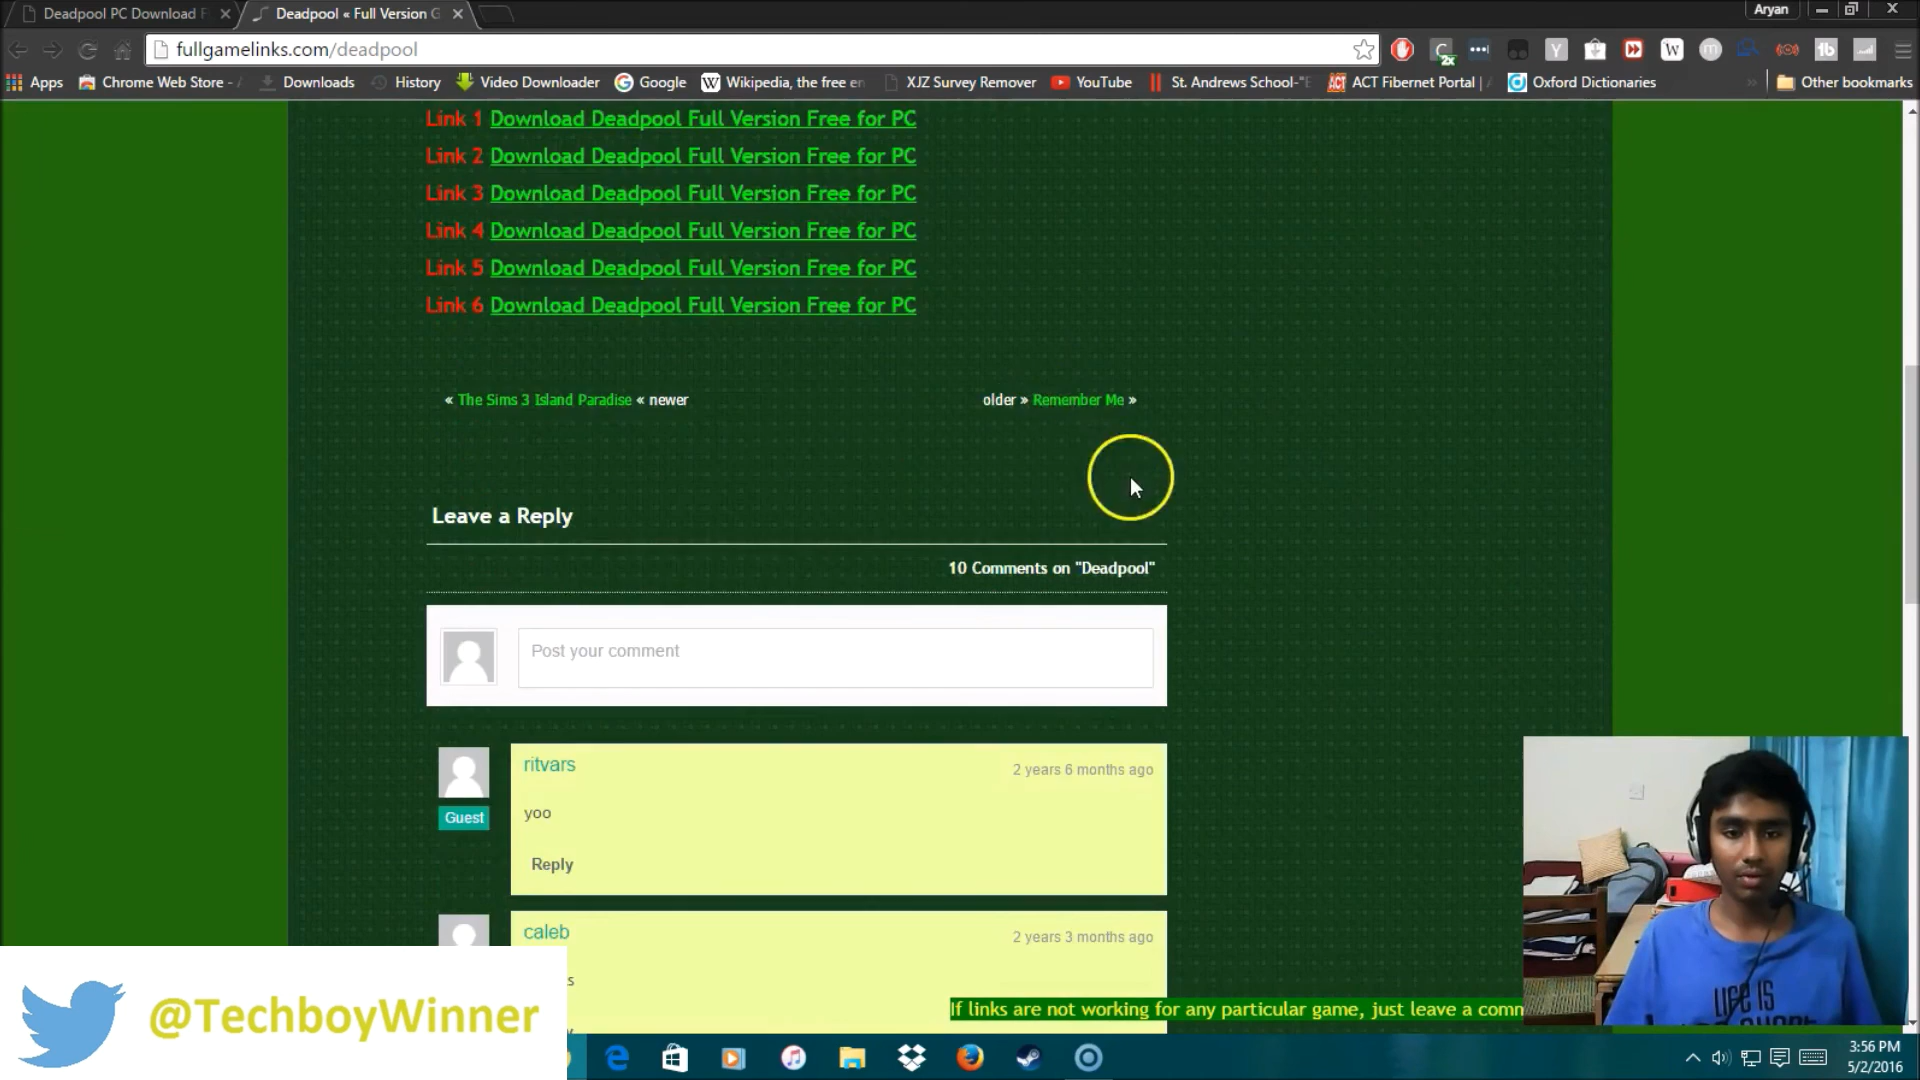 Deadpool PC Download F
Deadpool « Full Version G
Aryan
fullgamelinks.com/deadpool
2x
Apps
Chrome Web Store -
Downloads
History
Video Downloader
Google
Wikipedia, the free en
XJZ Survey Remover
YouTube
St. Andrews School-"E
ACT Fibernet Portal |
Oxford Dictionaries
»
Other bookmarks
Link 1 Download Deadpool Full Version Free for PC
Link 2 Download Deadpool Full Version Free for PC
Link 3 Download Deadpool Full Version Free for PC
Link 4 Download Deadpool Full Version Free for PC
Link 5 Download Deadpool Full Version Free for PC
Link 6 Download Deadpool Full Version Free for PC
« The Sims 3 Island Paradise « newer
older » Remember Me »
Leave a Reply
10 Comments on "Deadpool"
Post your comment
ritvars
2 years 6 months ago
Guest
yoo
Reply
caleb
2 years 3 months ago
@TechboyWinner
If links are not working for any particular game, just leave a comm
LIFE IS
3:56 PM
5/2/2016